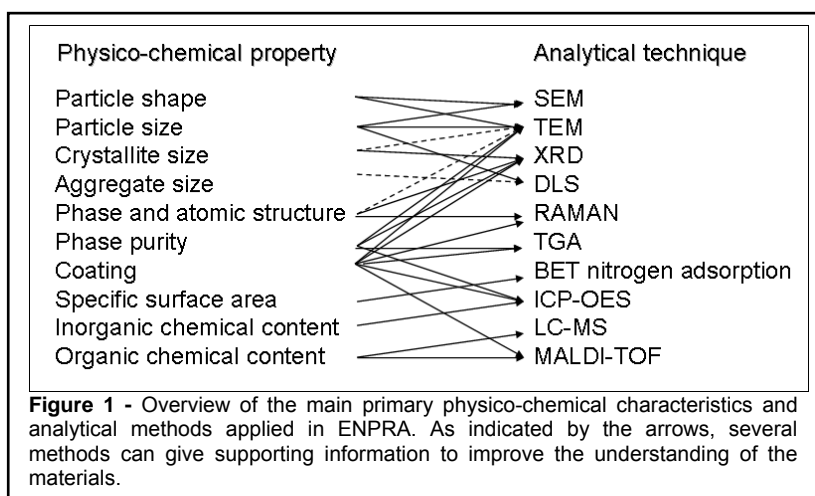 Physico-chemical property
Analytical technique
Particle shape
SEM
Particle size
TEM
Crystallite size
XRD
Aggregate size
DLS
Phase and atomic structure
RAMAN
Phase purity
TGA
Coating
BET nitrogen adsorption
Specific surface area
ICP-OES
Inorganic chemical content
LC-MS
Organic chemical content
MALDI-TOF
Figure 1 - Overview of the main primary physico-chemical characteristics and
analytical methods applied in ENPRA. As indicated by the arrows, several
methods can give supporting information to improve the understanding of the
materials.